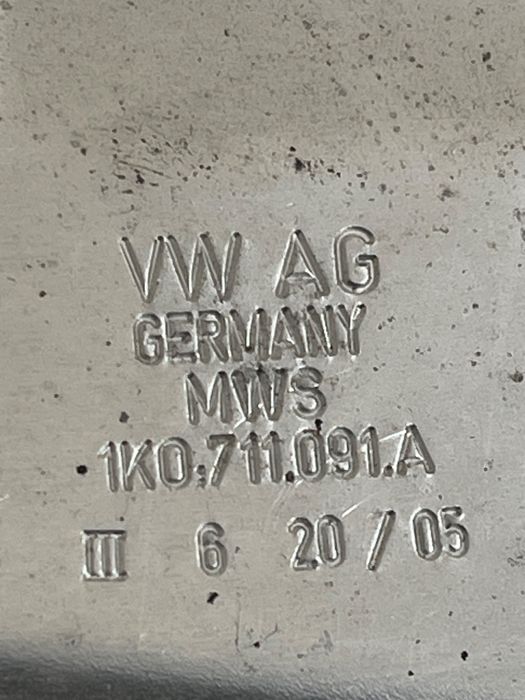 VW AG
GERMANY
MWS
1K0.711.091.A
III 6 20 / 05